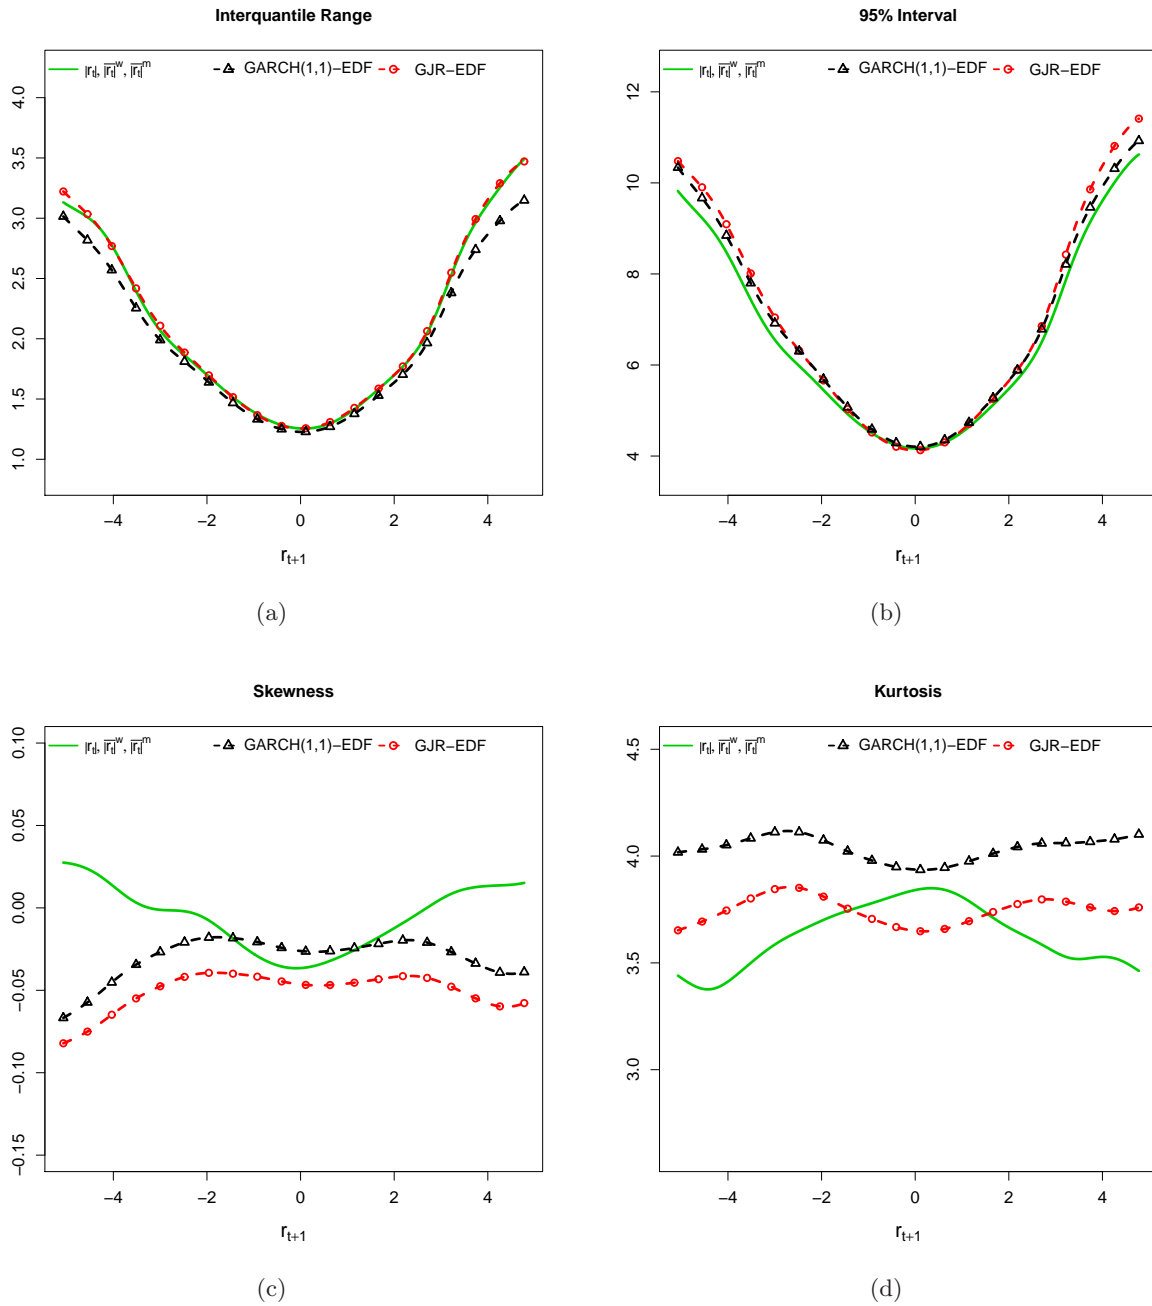 Interquantile Range
|r_t|, |r_t|^w, |r_t|^m GARCH(1,1)−EDF GJR−EDF
4.0
3.5
3.0
2.5
2.0
1.5
1.0
−4 −2 0 2 4
r_{t+1}
(a)
95% Interval
|r_t|, |r_t|^w, |r_t|^m GARCH(1,1)−EDF GJR−EDF
12
10
8
6
4
−4 −2 0 2 4
r_{t+1}
(b)
Skewness
|r_t|, |r_t|^w, |r_t|^m GARCH(1,1)−EDF GJR−EDF
0.10
0.05
0.00
−0.05
−0.10
−0.15
−4 −2 0 2 4
r_{t+1}
(c)
Kurtosis
|r_t|, |r_t|^w, |r_t|^m GARCH(1,1)−EDF GJR−EDF
4.5
4.0
3.5
3.0
−4 −2 0 2 4
r_{t+1}
(d)